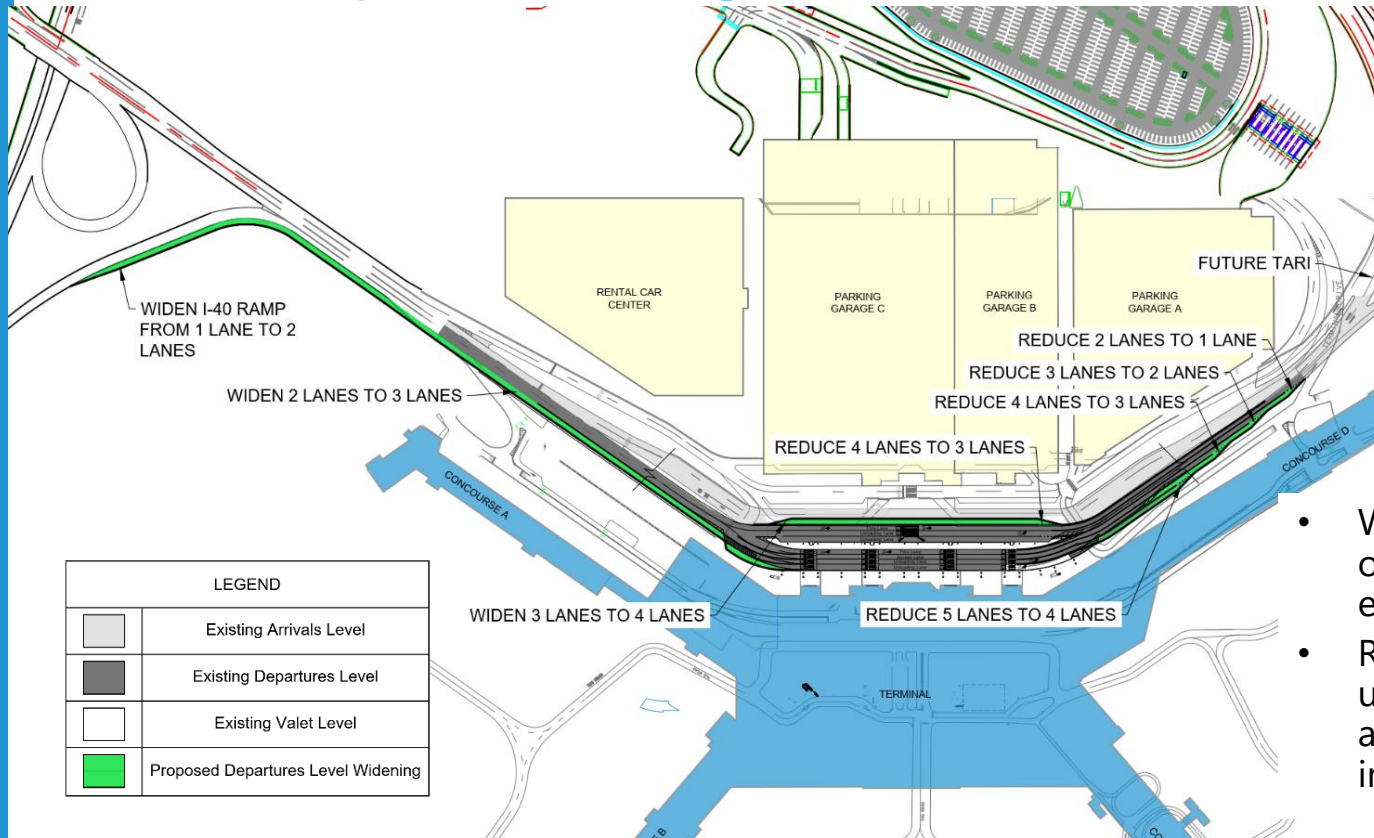 FUTURE TARI
RENTAL CAR
CENTER
PARKING
GARAGE C
PARKING
GARAGE B
PARKING
GARAGE A
WIDEN I-40 RAMP
FROM 1 LANE TO 2
LANES
REDUCE 2 LANES TO 1 LANE
REDUCE 3 LANES TO 2 LANES
WIDEN 2 LANES TO 3 LANES
REDUCE 4 LANES TO 3 LANES
REDUCE 4 LANES TO 3 LANES
CONCOURSE D
CONCOURSE A
WIDEN 3 LANES TO 4 LANES
REDUCE 5 LANES TO 4 LANES
LEGEND
Existing Arrivals Level
Existing Departures Level
Existing Valet Level
Proposed Departures Level Widening
TERMINAL